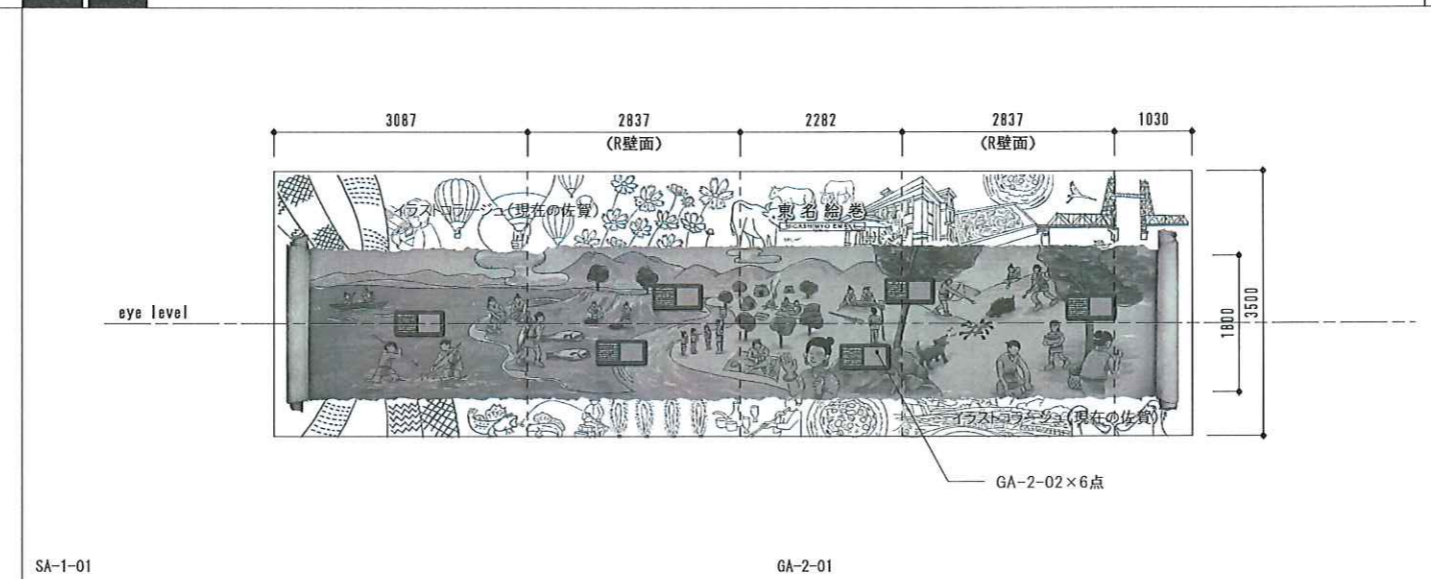 3087
2837
2282
2837
1030
(R壁面)
(R壁面)
イラストコラージュ(現在の佐賀)
東名絵巻
HIGASHIMYO EMAKI
eye level
1800
3500
イラストコラージュ(現在の佐賀)
GA-2-02×6点
SA-1-01
GA-2-01